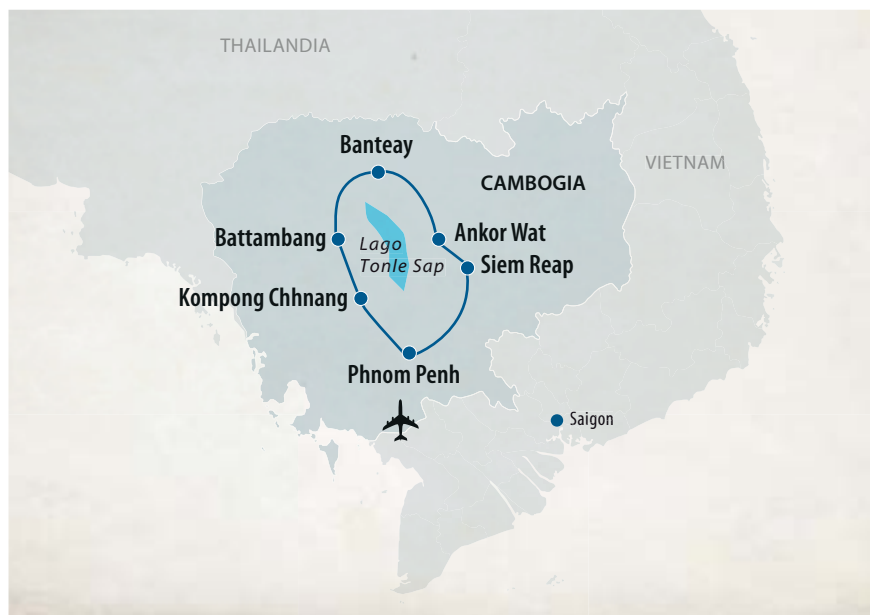 THAILANDIA
Banteay
VIETNAM
CAMBOGIA
Battambang
Lago
Tonle Sap
Ankor Wat
Siem Reap
Kompong Chhnang
Phnom Penh
Saigon